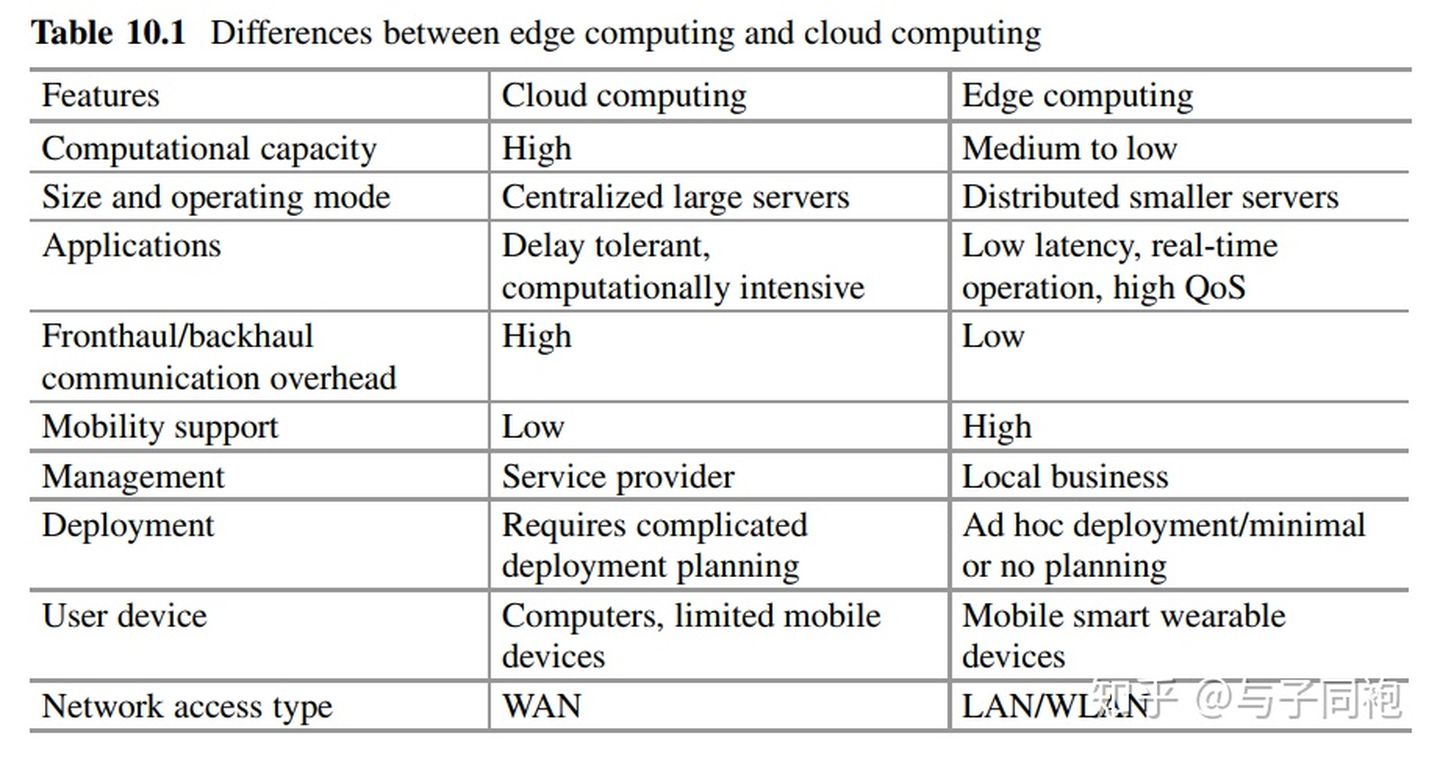 Table 10.1 Differences between edge computing and cloud computing
Features Cloud computing Edge computing
Computational capacity High Medium to low
Size and operating mode Centralized large servers Distributed smaller servers
Applications Delay tolerant, Low latency, real-time
computationally intensive operation, high QoS
Fronthaul/backhaul High Low
communication overhead
Mobility support Low High
Management Service provider Local business
Deployment Requires complicated Ad hoc deployment/minimal
deployment planning or no planning
User device Computers, limited mobile Mobile smart wearable
devices devices
Network access type WAN LAN/WLAN
知乎 @与子同袍